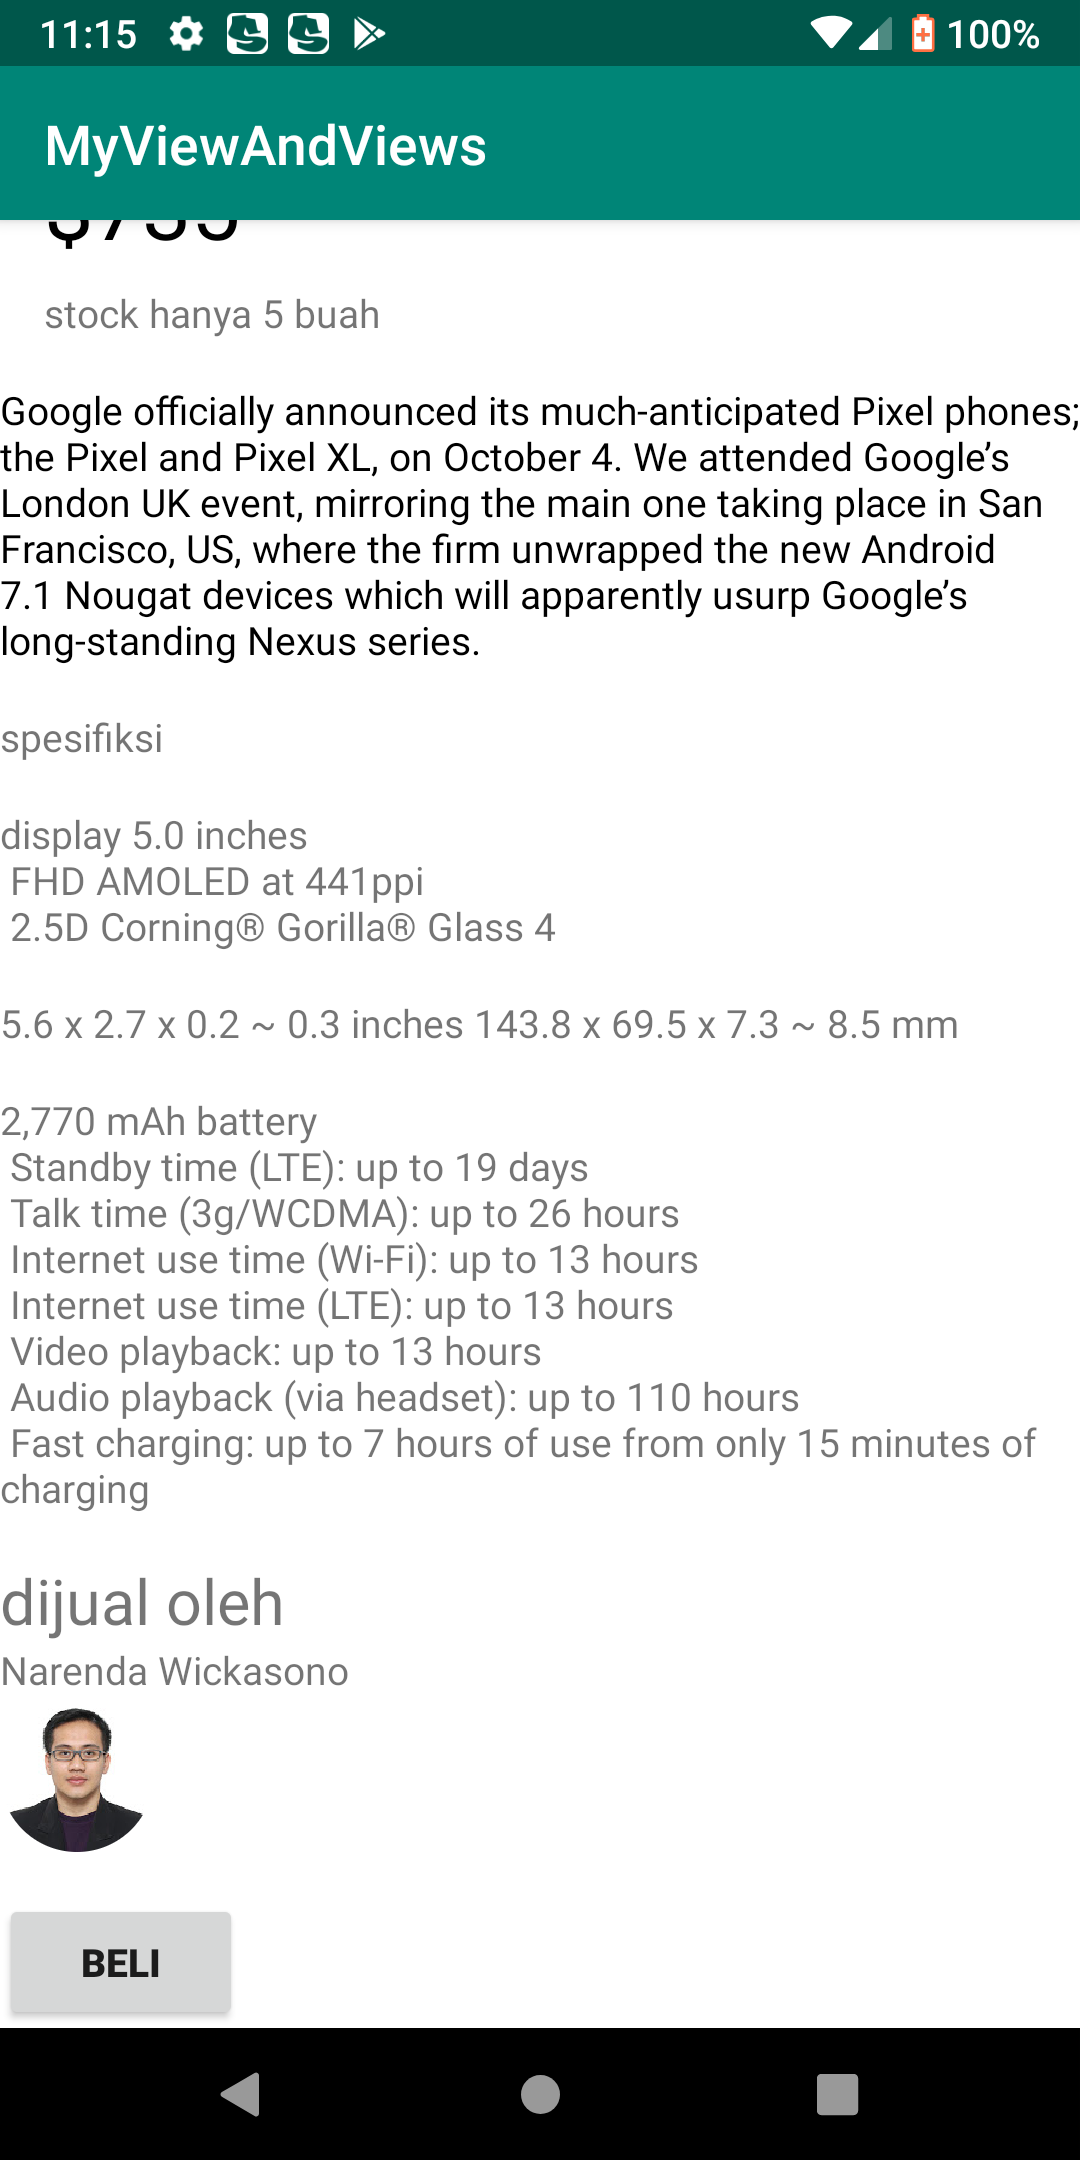 11:15
100%
MyViewAndViews
stock hanya 5 buah
Google officially announced its much-anticipated Pixel phones;
the Pixel and Pixel XL, on October 4. We attended Google’s
London UK event, mirroring the main one taking place in San
Francisco, US, where the firm unwrapped the new Android
7.1 Nougat devices which will apparently usurp Google’s
long-standing Nexus series.
spesifiksi
display 5.0 inches
FHD AMOLED at 441ppi
2.5D Corning® Gorilla® Glass 4
5.6 x 2.7 x 0.2 ~ 0.3 inches 143.8 x 69.5 x 7.3 ~ 8.5 mm
2,770 mAh battery
Standby time (LTE): up to 19 days
Talk time (3g/WCDMA): up to 26 hours
Internet use time (Wi-Fi): up to 13 hours
Internet use time (LTE): up to 13 hours
Video playback: up to 13 hours
Audio playback (via headset): up to 110 hours
Fast charging: up to 7 hours of use from only 15 minutes of
charging
dijual oleh
Narenda Wickasono
BELI